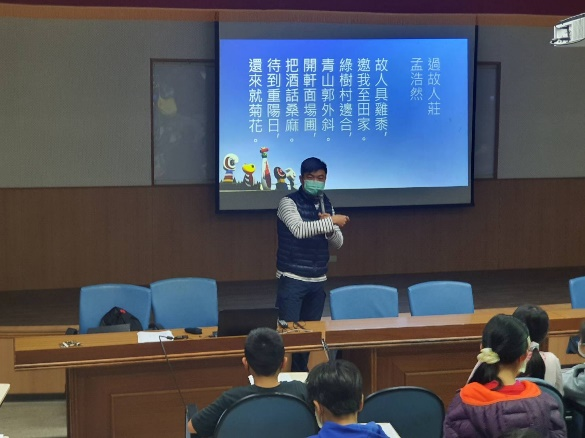 過故人莊
孟浩然
故人具雞黍，
邀我至田家。
綠樹村邊合，
青山郭外斜。
開軒面場圃，
把酒話桑麻。
待到重陽日，
還來就菊花。